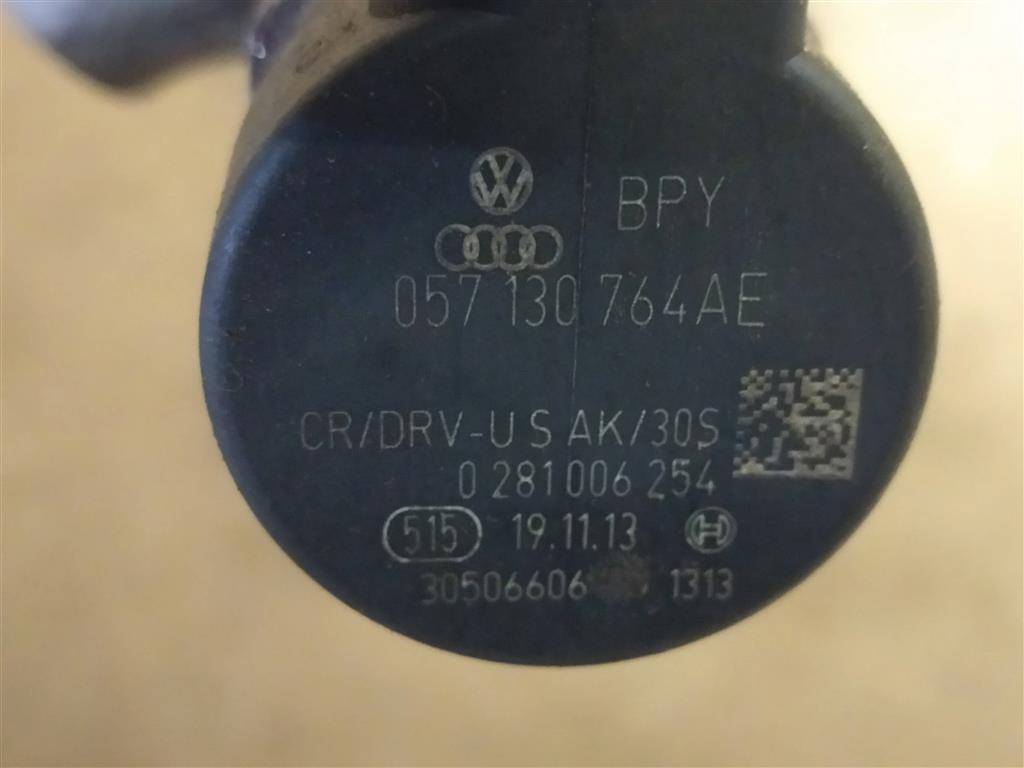 BPY
057 130 764AE
CR/DRV-U S AK/30S
0 281 006 254
515 19.11.13
30506606 1313